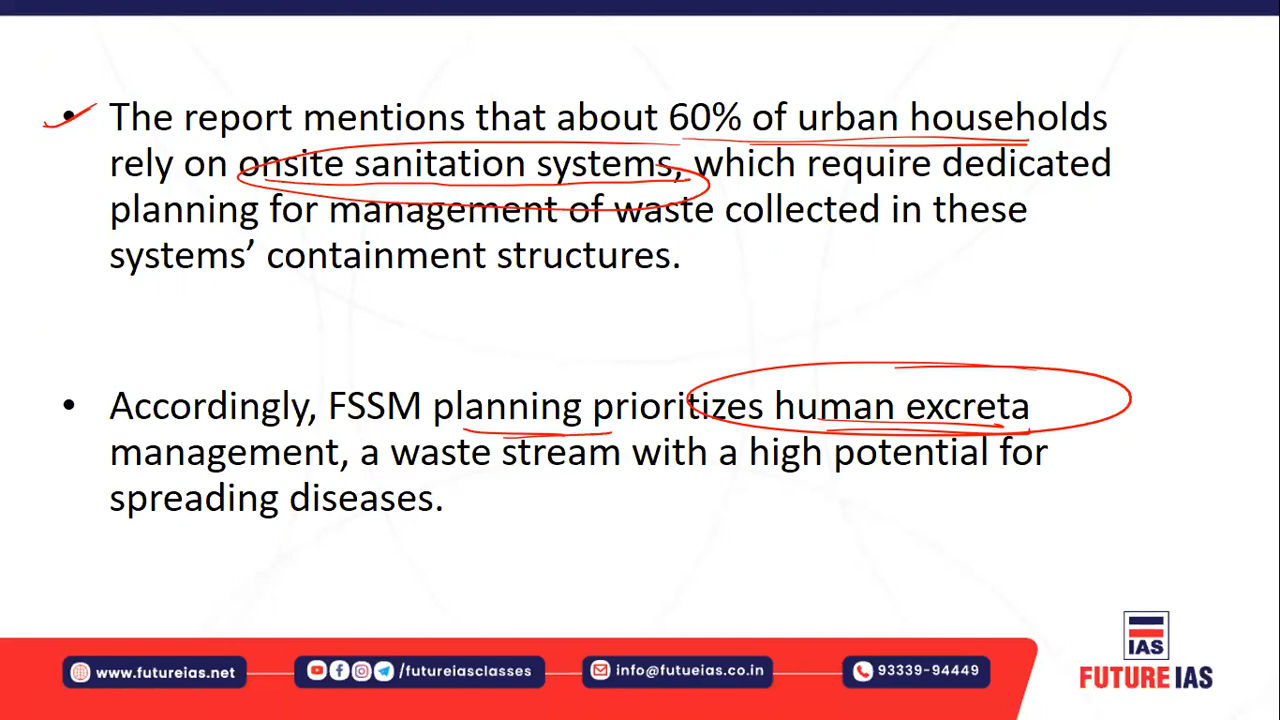 • The report mentions that about 60% of urban households
rely on onsite sanitation systems, which require dedicated
planning for management of waste collected in these
systems’ containment structures.
• Accordingly, FSSM planning prioritizes human excreta
management, a waste stream with a high potential for
spreading diseases.
www.futureias.net
/futureiasclasses
info@futueias.co.in
93339-94449
IAS
FUTURE IAS